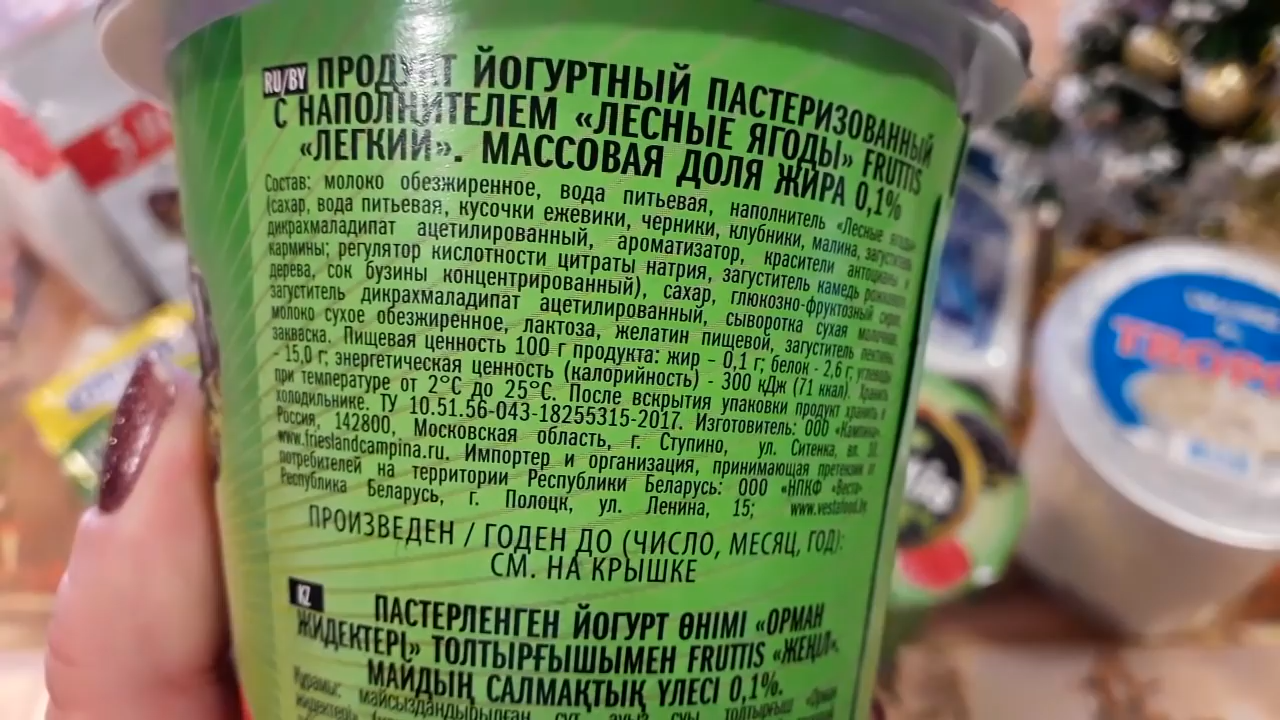 RU/BY ПРОДУКТ ЙОГУРТНЫЙ ПАСТЕРИЗОВАННЫЙ
С НАПОЛНИТЕЛЕМ «ЛЕСНЫЕ ЯГОДЫ» FRUTTIS
«ЛЕГКИЙ». МАССОВАЯ ДОЛЯ ЖИРА 0,1%
Состав: молоко обезжиренное, вода питьевая, наполнитель «Лесные ягоды»
(сахар, вода питьевая, кусочки ежевики, черники, клубники, малина, загуститель
дикрахмаладипат ацетилированный, ароматизатор, красители антоцианы и
кармины; регулятор кислотности цитраты натрия, загуститель камедь рожкового
дерева, сок бузины концентрированный), сахар, глюкозно-фруктозный сироп,
загуститель дикрахмаладипат ацетилированный, сыворотка сухая молочная,
молоко сухое обезжиренное, лактоза, желатин пищевой, загуститель пектины,
закваска. Пищевая ценность 100 г продукта: жир - 0,1 г; белок - 2,6 г; углеводы
- 15,0 г; энергетическая ценность (калорийность) - 300 кДж (71 ккал). Хранить
при температуре от 2°С до 25°С. После вскрытия упаковки продукт хранить в
холодильнике. ТУ 10.51.56-043-18255315-2017. Изготовитель: ООО «Кампина».
Россия, 142800, Московская область, г. Ступино, ул. Ситенка, вл. 10.
www.frieslandcampina.ru. Импортер и организация, принимающая претензии от
потребителей на территории Республики Беларусь: ООО «НПКФ «Веста»
Республика Беларусь, г. Полоцк, ул. Ленина, 15; www.vestafood.by
ПРОИЗВЕДЕН / ГОДЕН ДО (ЧИСЛО, МЕСЯЦ, ГОД):
СМ. НА КРЫШКЕ
KZ ПАСТЕРЛЕНГЕН ЙОГУРТ ӨНІМІ «ОРМАН
ЖИДЕКТЕРІ» ТОЛТЫРҒЫШЫМЕН FRUTTIS «ЖЕҢІЛ».
МАЙДЫҢ САЛМАҚТЫҚ ҮЛЕСІ 0,1%.
Құрамы: майсыздандырылған сүт, ауыз суы, толтырғыш «Орман